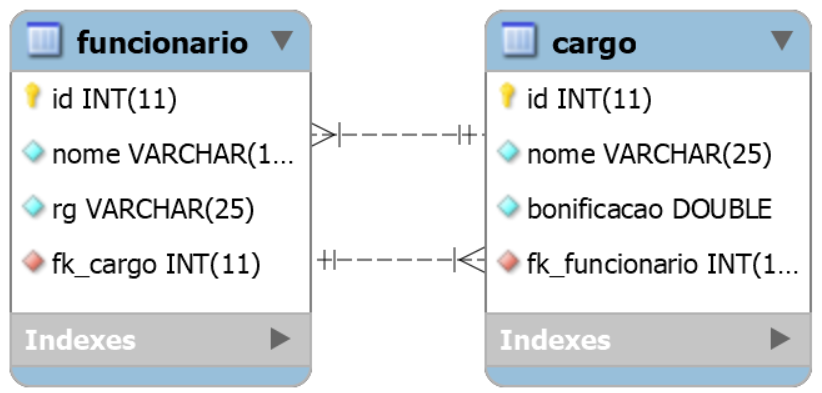 funcionario
id INT(11)
nome VARCHAR(1...
rg VARCHAR(25)
fk_cargo INT(11)
Indexes
cargo
id INT(11)
nome VARCHAR(25)
bonificacao DOUBLE
fk_funcionario INT(1...
Indexes